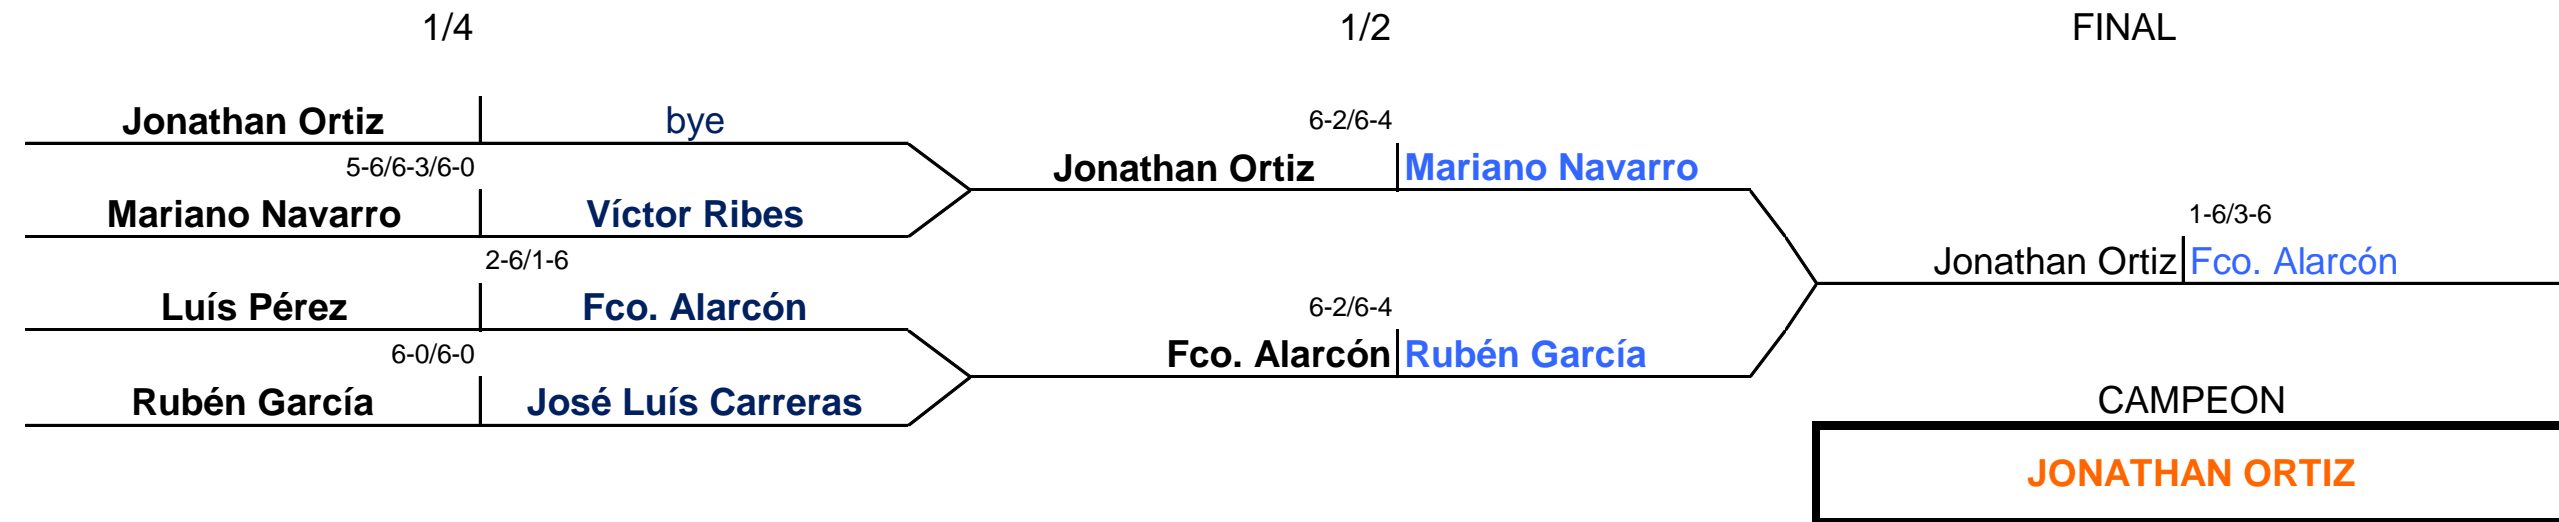 1/4 1/2 FINAL
Jonathan Ortiz bye 6-2/6-4
5-6/6-3/6-0 Jonathan Ortiz Mariano Navarro
Mariano Navarro Víctor Ribes 1-6/3-6
2-6/1-6 Jonathan Ortiz Fco. Alarcón
Luís Pérez Fco. Alarcón 6-2/6-4
6-0/6-0 Fco. Alarcón Rubén García
Rubén García José Luís Carreras CAMPEON
JONATHAN ORTIZ